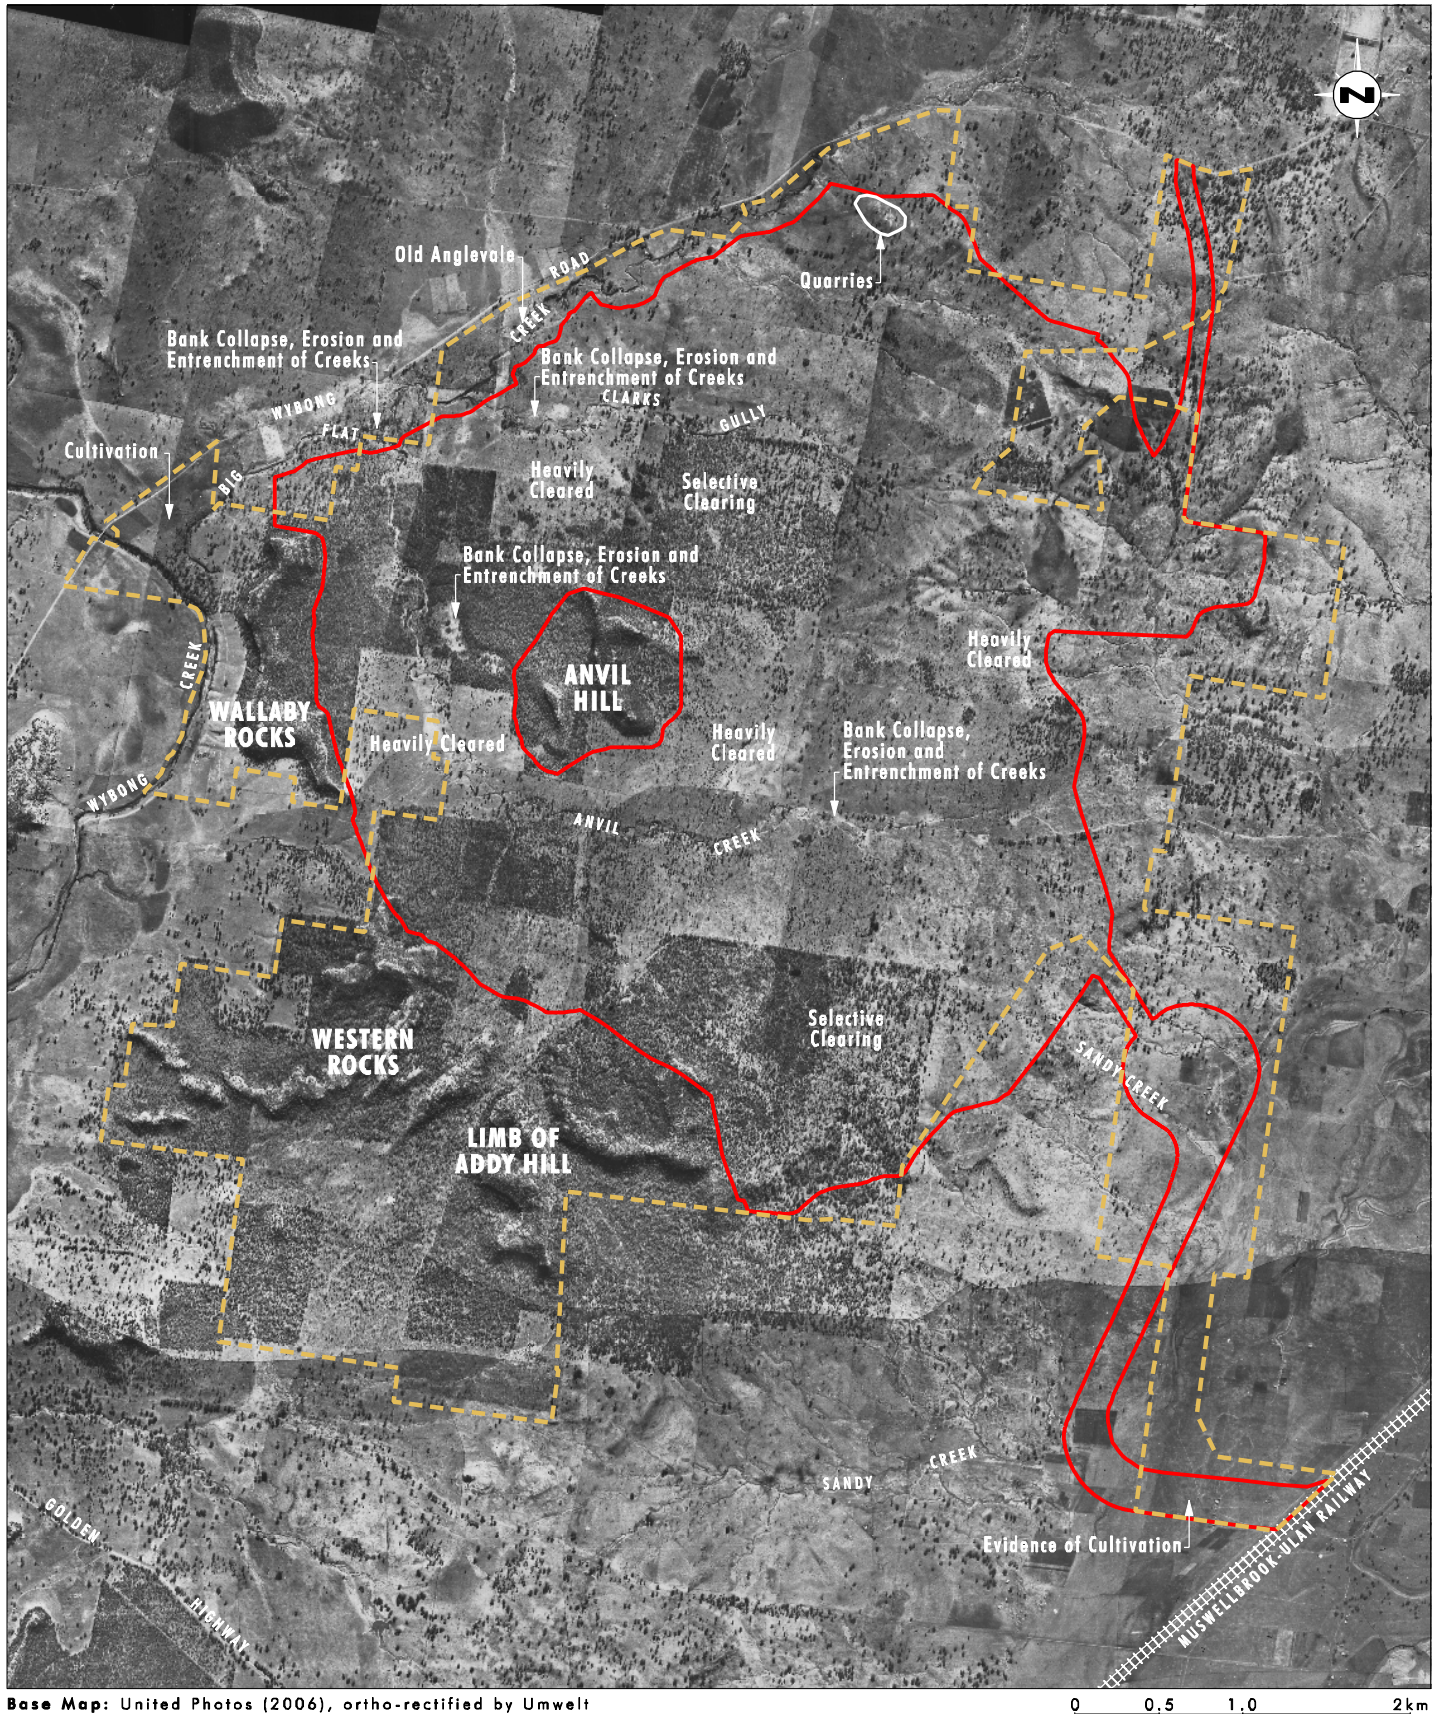 N
Old Anglevale
ROAD
Quarries
CREEK
Bank Collapse, Erosion and
Entrenchment of Creeks
Bank Collapse, Erosion and
Entrenchment of Creeks
CLARKS
GULLY
WYBONG
FLAT
BIG
Cultivation
Heavily
Cleared
Selective
Clearing
Bank Collapse, Erosion and
Entrenchment of Creeks
CREEK
Heavily
Cleared
ANVIL
HILL
WALLABY
ROCKS
Heavily Cleared
Heavily
Cleared
Bank Collapse,
Erosion and
Entrenchment of Creeks
WYBONG
ANVIL
CREEK
WESTERN
ROCKS
Selective
Clearing
SANDY CREEK
LIMB OF
ADDY HILL
SANDY
CREEK
GOLDEN
HIGHWAY
Evidence of Cultivation
MUSWELLBROOK-ULAN RAILWAY
Base Map: United Photos (2006), ortho-rectified by Umwelt
0 0.5 1.0 2km